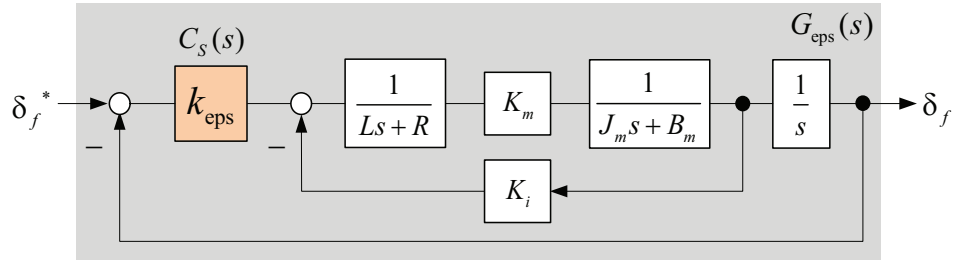 C_S(s)
G_eps(s)
δ_f*
k_eps
1/(Ls + R)
K_m
1/(J_m s + B_m)
1/s
δ_f
−
−
K_i